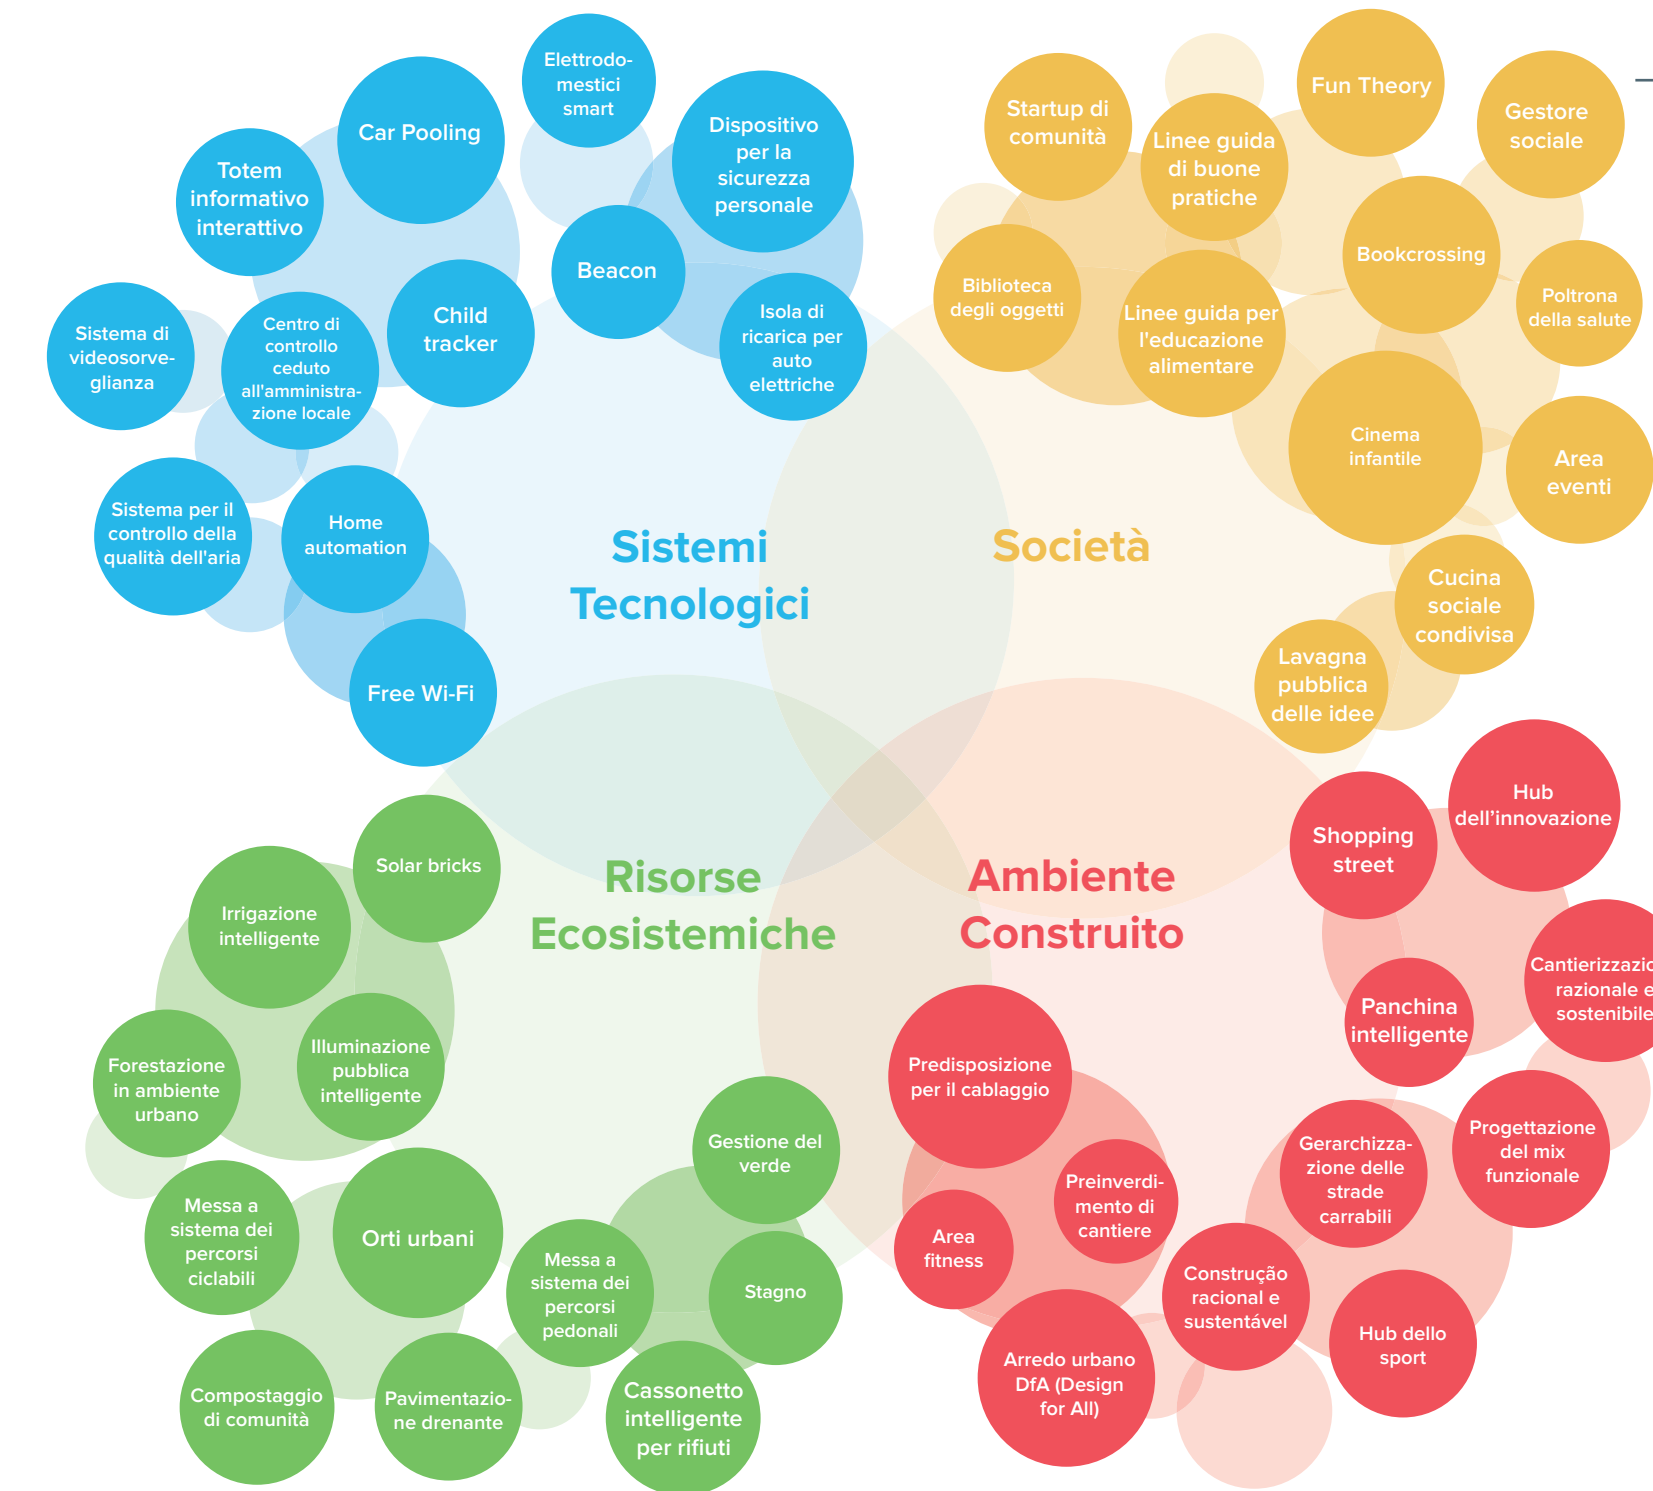 Elettrodo-
mestici
smart
Car Pooling
Dispositivo
per la
sicurezza
personale
Totem
informativo
interattivo
Beacon
Child
tracker
Isola di
ricarica per
auto
elettriche
Sistema di
videosorve-
glianza
Centro di
controllo
ceduto
all'amministra-
zione locale
Sistema per il
controllo della
qualità dell'aria
Home
automation
Free Wi-Fi
Sistemi
Tecnologici
Fun Theory
Startup di
comunità
Linee guida
di buone
pratiche
Gestore
sociale
Bookcrossing
Biblioteca
degli oggetti
Linee guida per
l'educazione
alimentare
Poltrona
della salute
Cinema
infantile
Area
eventi
Cucina
sociale
condivisa
Lavagna
pubblica
delle idee
Società
Risorse
Ecosistemiche
Solar bricks
Irrigazione
intelligente
Illuminazione
pubblica
intelligente
Forestazione
in ambiente
urbano
Messa a
sistema dei
percorsi
ciclabili
Orti urbani
Gestione del
verde
Messa a
sistema dei
percorsi
pedonali
Stagno
Compostaggio
di comunità
Pavimentazio-
ne drenante
Cassonetto
intelligente
per rifiuti
Ambiente
Construito
Hub
dell'innovazione
Shopping
street
Cantierizzazio
razionale e
sostenibile
Panchina
intelligente
Predisposizione
per il cablaggio
Progettazione
del mix
funzionale
Gerarchizza-
zione delle
strade
carrabili
Preinverdi-
mento di
cantiere
Area
fitness
Construção
racional e
sustentável
Hub dello
sport
Arredo urbano
DfA (Design
for All)